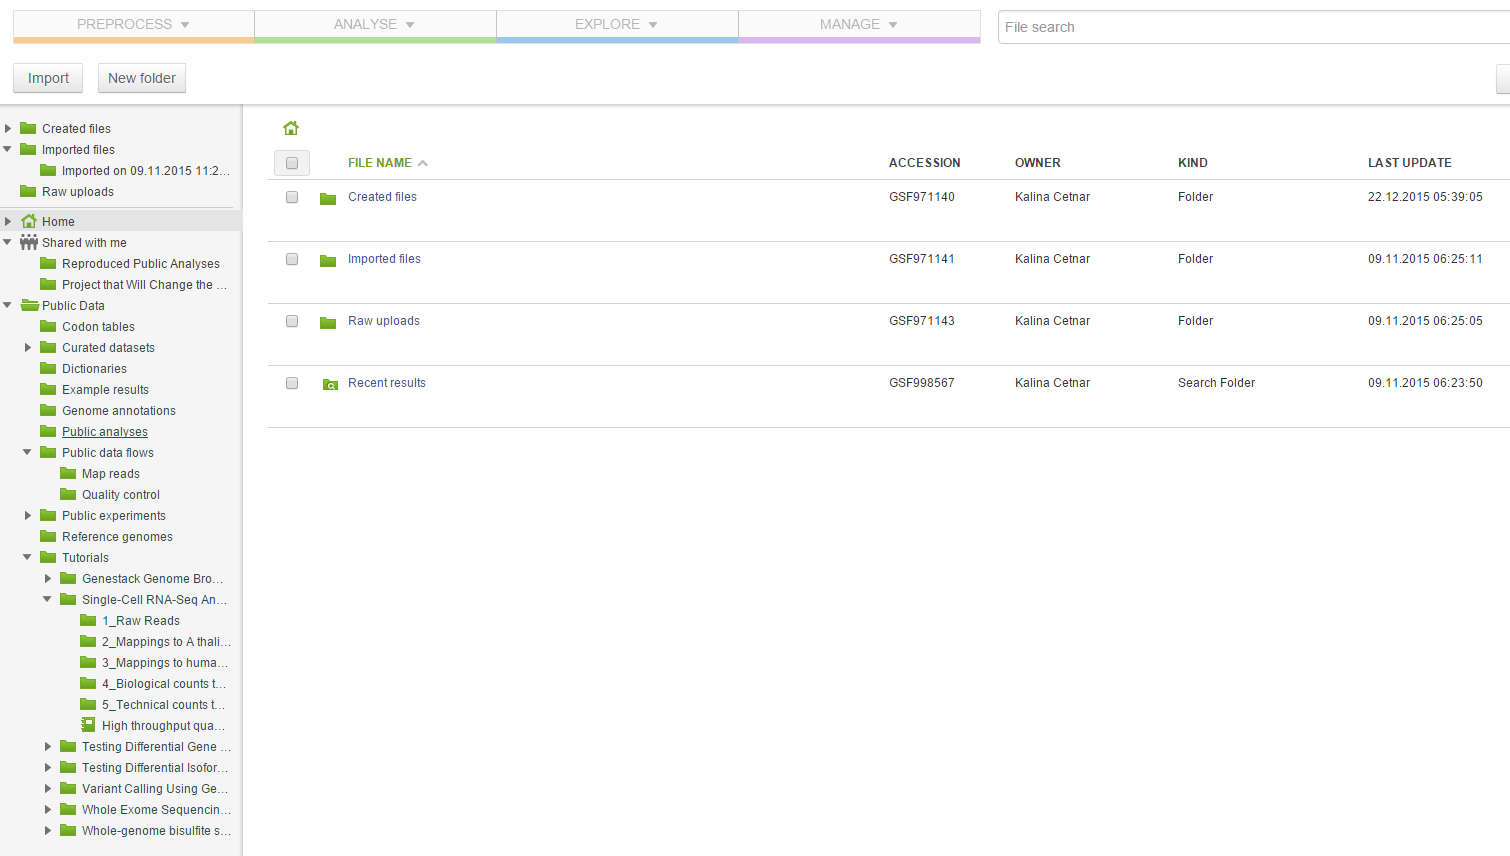 PREPROCESS ANALYSE EXPLORE MANAGE File search
Import New folder
Created files
Imported files
Imported on 09.11.2015 11:2...
Raw uploads
Home
Shared with me
Reproduced Public Analyses
Project that Will Change the ...
Public Data
Codon tables
Curated datasets
Dictionaries
Example results
Genome annotations
Public analyses
Public data flows
Map reads
Quality control
Public experiments
Reference genomes
Tutorials
Genestack Genome Bro...
Single-Cell RNA-Seq An...
1_Raw Reads
2_Mappings to A thali...
3_Mappings to huma...
4_Biological counts t...
5_Technical counts t...
High throughput qua...
Testing Differential Gene ...
Testing Differential Isofor...
Variant Calling Using Ge...
Whole Exome Sequencin...
Whole-genome bisulfite s...
FILE NAME ACCESSION OWNER KIND LAST UPDATE
Created files GSF971140 Kalina Cetnar Folder 22.12.2015 05:39:05
Imported files GSF971141 Kalina Cetnar Folder 09.11.2015 06:25:11
Raw uploads GSF971143 Kalina Cetnar Folder 09.11.2015 06:25:05
Recent results GSF998567 Kalina Cetnar Search Folder 09.11.2015 06:23:50